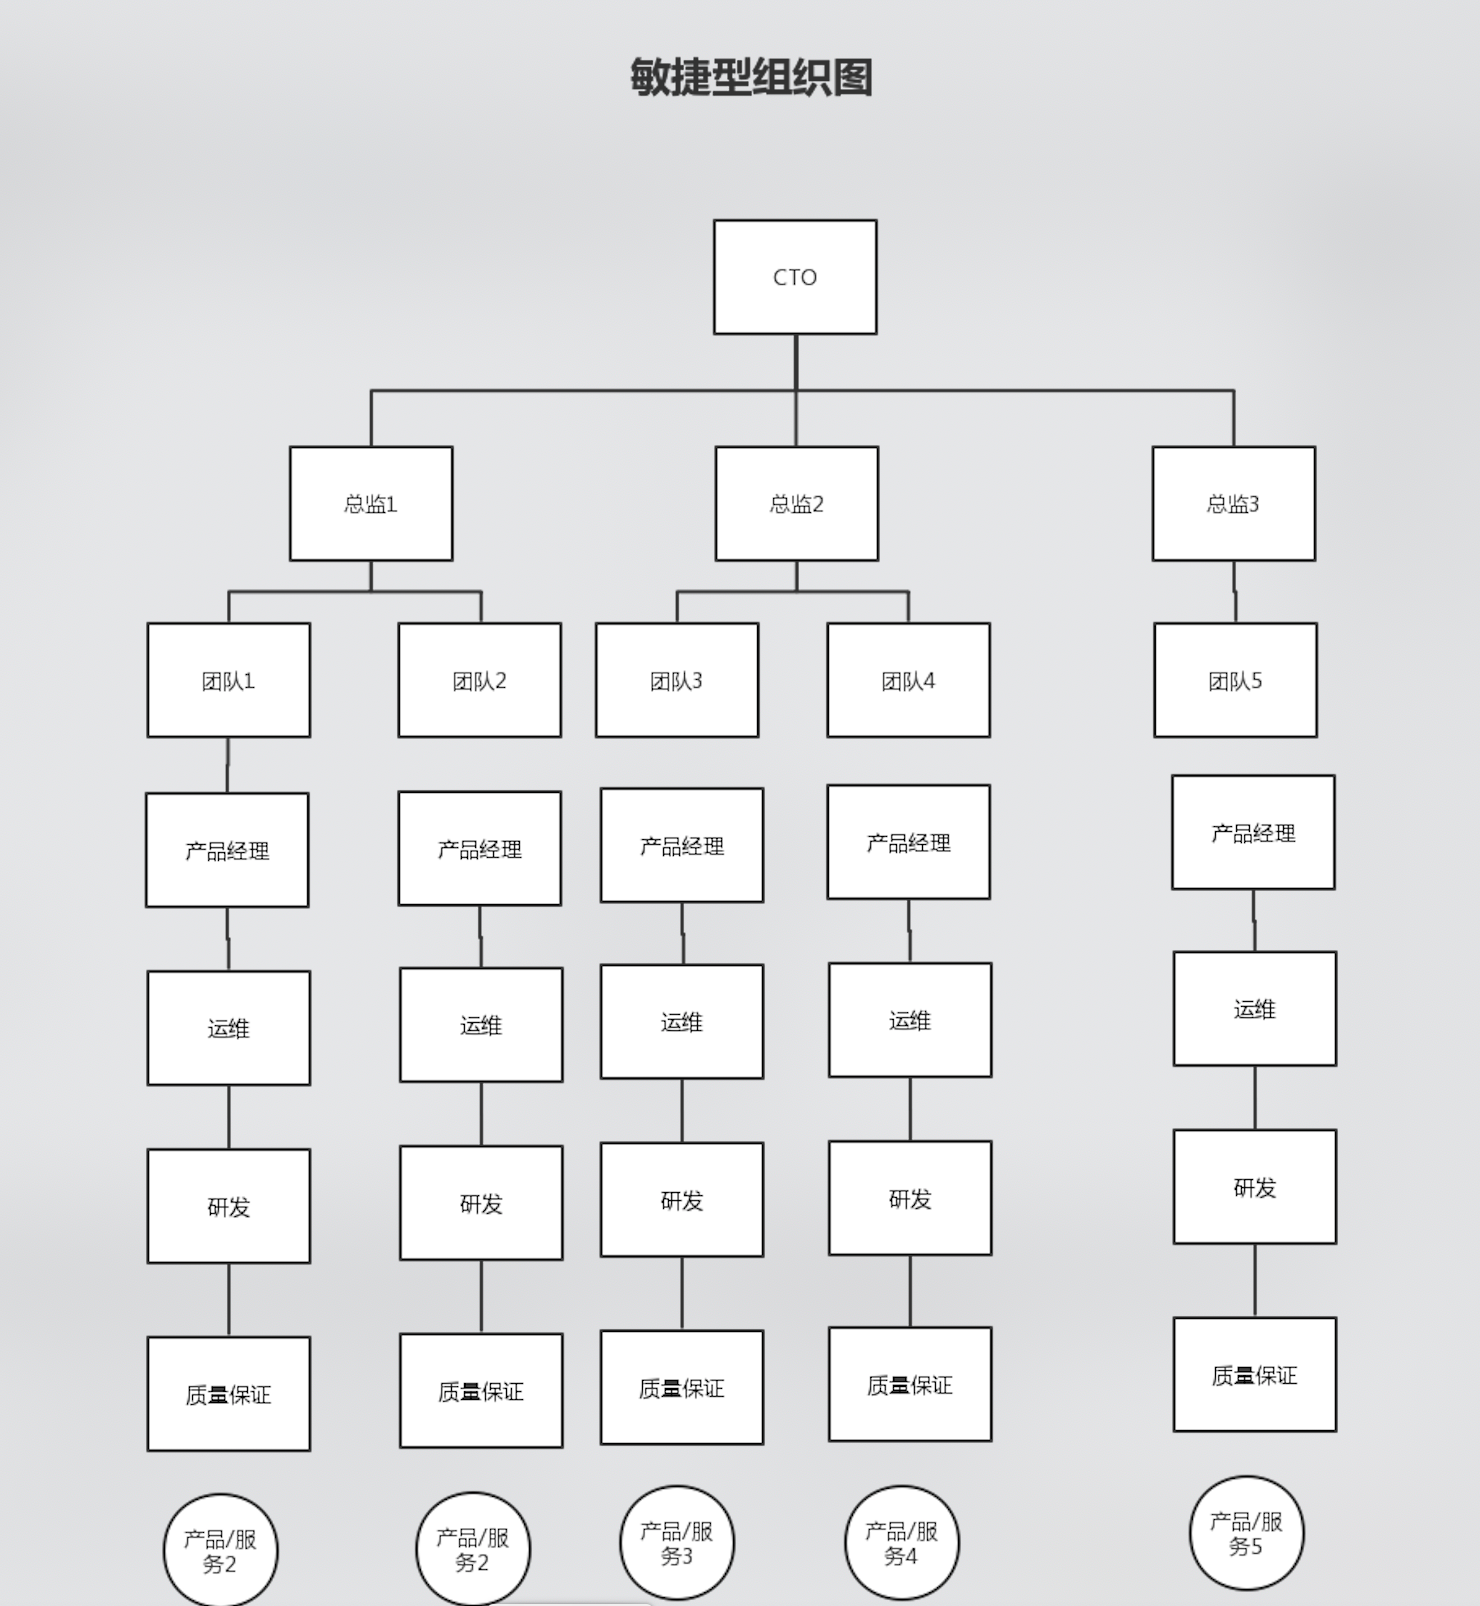 敏捷型组织图
CTO
总监1
总监2
总监3
团队1
团队2
团队3
团队4
团队5
产品经理
产品经理
产品经理
产品经理
产品经理
运维
运维
运维
运维
运维
研发
研发
研发
研发
研发
质量保证
质量保证
质量保证
质量保证
质量保证
产品/服
务2
产品/服
务2
产品/服
务3
产品/服
务4
产品/服
务5